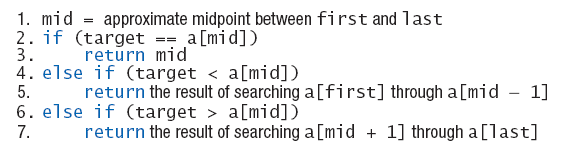 1. mid = approximate midpoint between first and last
2. if (target == a[mid])
3. return mid
4. else if (target < a[mid])
5. return the result of searching a[first] through a[mid – 1]
6. else if (target > a[mid])
7. return the result of searching a[mid + 1] through a[last]